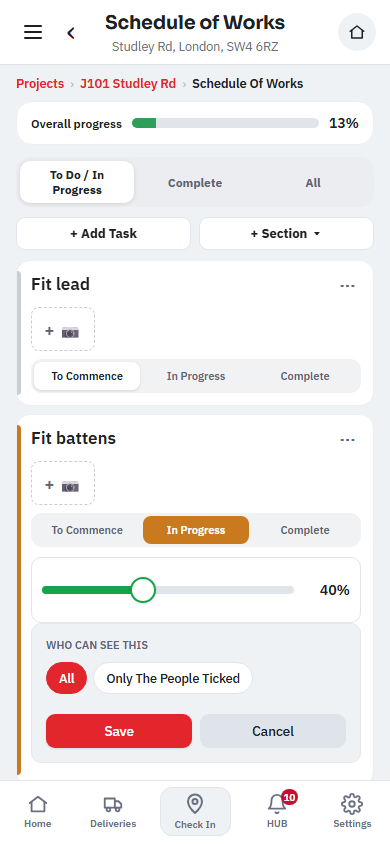 Schedule of Works
Studley Rd, London, SW4 6RZ
Projects › J101 Studley Rd › Schedule Of Works
Overall progress 13%
To Do / In
Progress
Complete
All
+ Add Task
+ Section
Fit lead
+
To Commence
In Progress
Complete
Fit battens
+
To Commence
In Progress
Complete
40%
WHO CAN SEE THIS
All
Only The People Ticked
Save
Cancel
10
Home
Deliveries
Check In
HUB
Settings